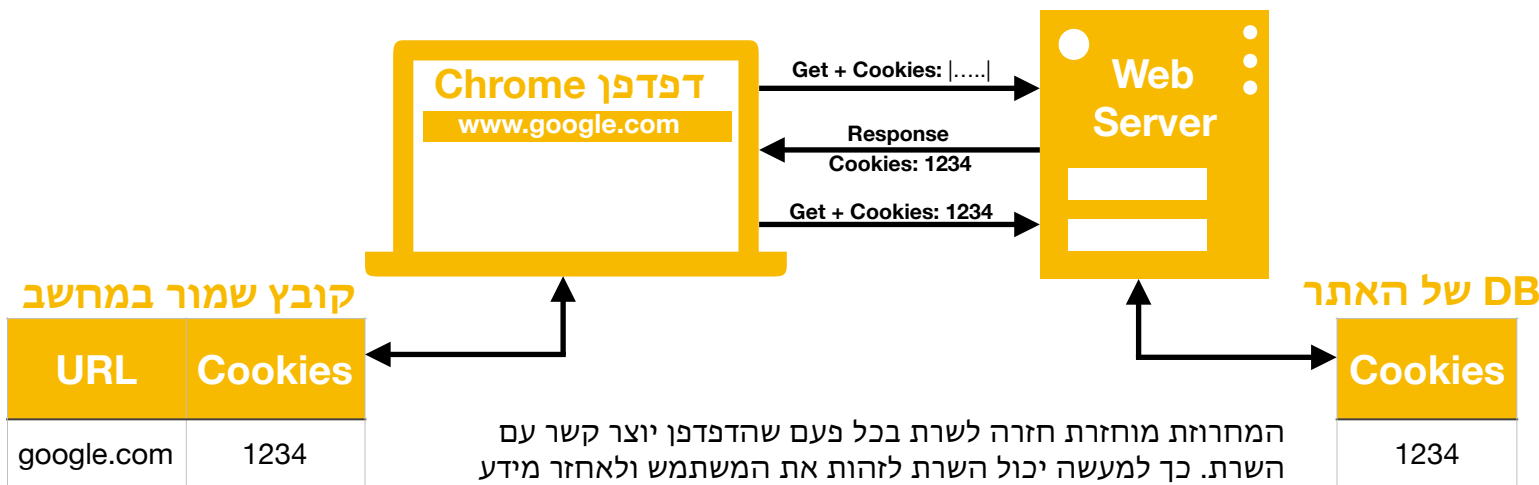 דפדפן Chrome
www.google.com
Get + Cookies: |.....|
Response
Cookies: 1234
Get + Cookies: 1234
Web
Server
קובץ שמור במחשב
URL Cookies
google.com 1234
DB של האתר
Cookies
1234
המחרוזת מוחזרת חזרה לשרת בכל פעם שהדפדפן יוצר קשר עם
השרת. כך למעשה יכול השרת לזהות את המשתמש ולאחזר מידע